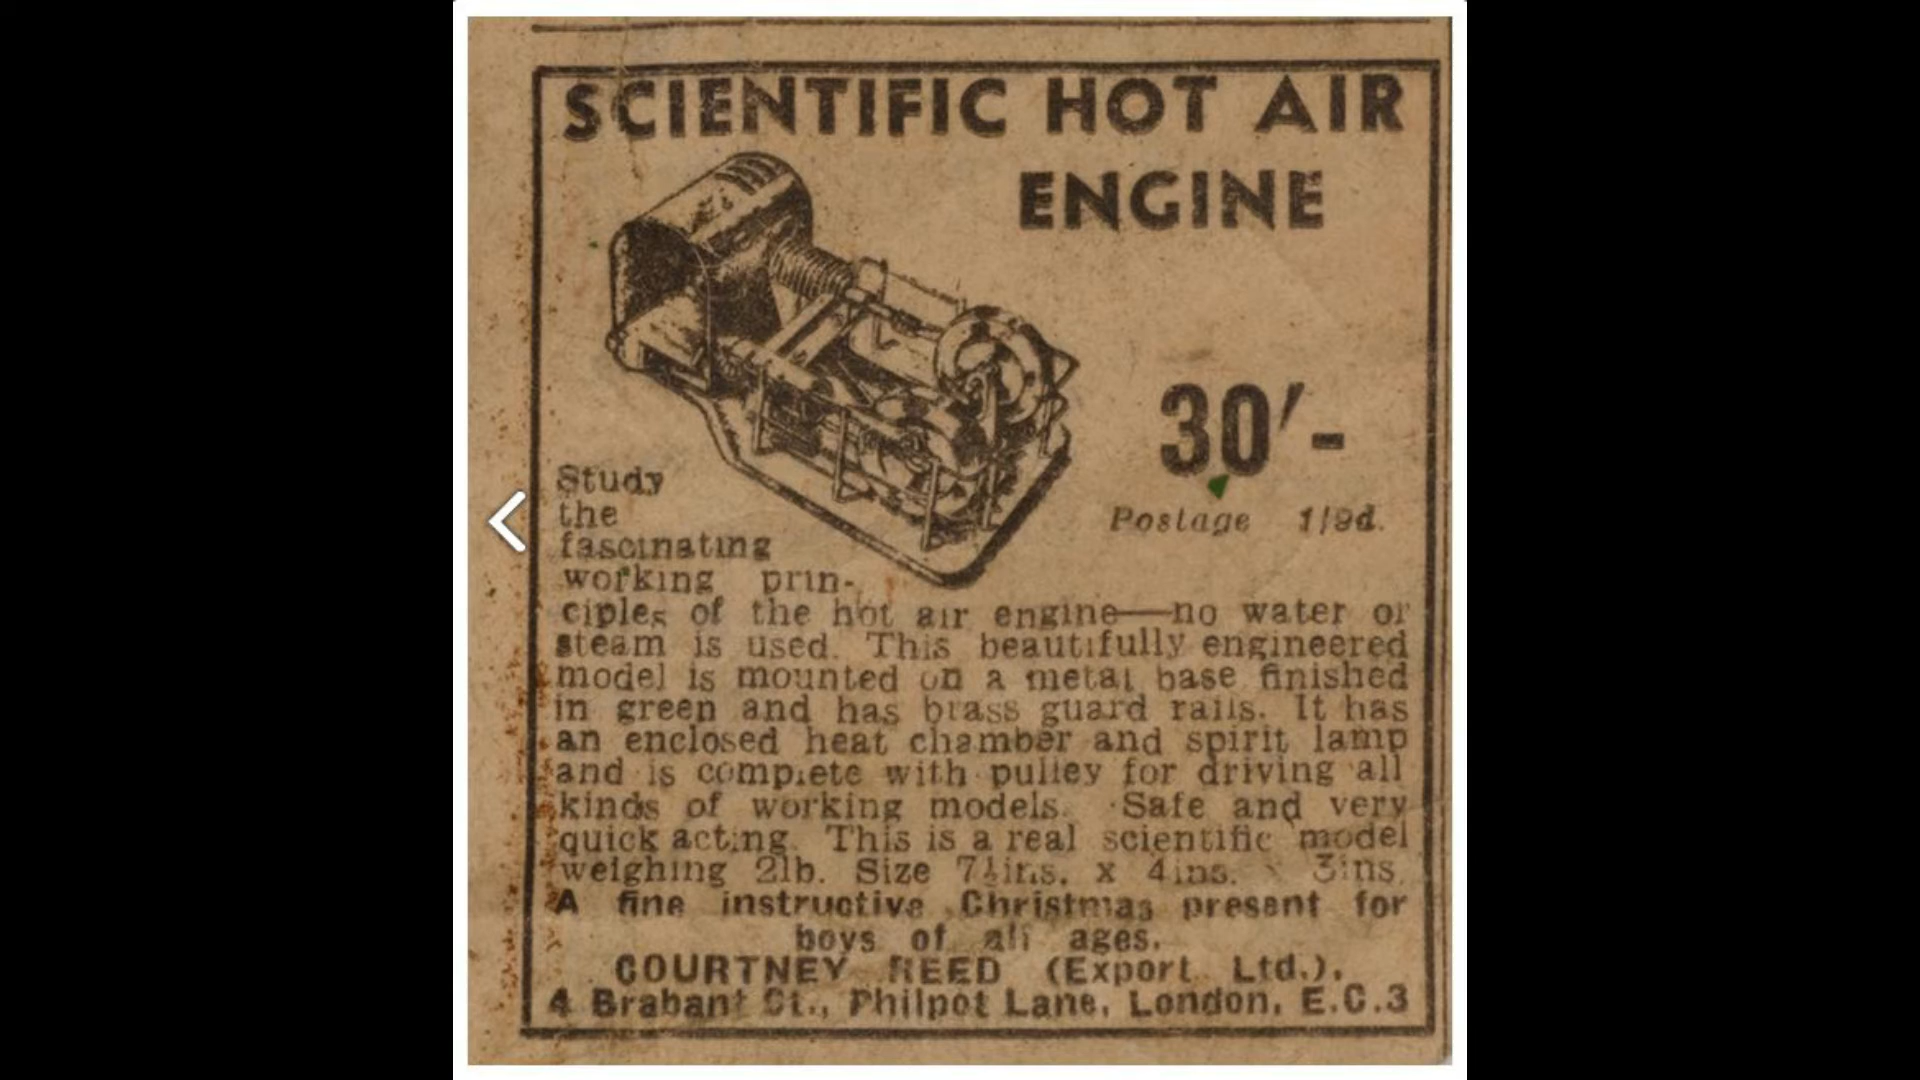 SCIENTIFIC HOT AIR
ENGINE
30/-
Postage 1/9d.
Study
the
fascinating
working prin-
ciples of the hot air engine—no water or
steam is used. This beautifully engineered
model is mounted on a metal base finished
in green and has brass guard rails. It has
an enclosed heat chamber and spirit lamp
and is complete with pulley for driving all
kinds of working models. Safe and very
quick acting. This is a real scientific model
weighing 2lb. Size 7½ins. x 4ins. x 3ins.
A fine instructive Christmas present for
boys of all ages.
COURTNEY REED (Export Ltd.),
4 Brabant Ct., Philpot Lane, London, E.C.3